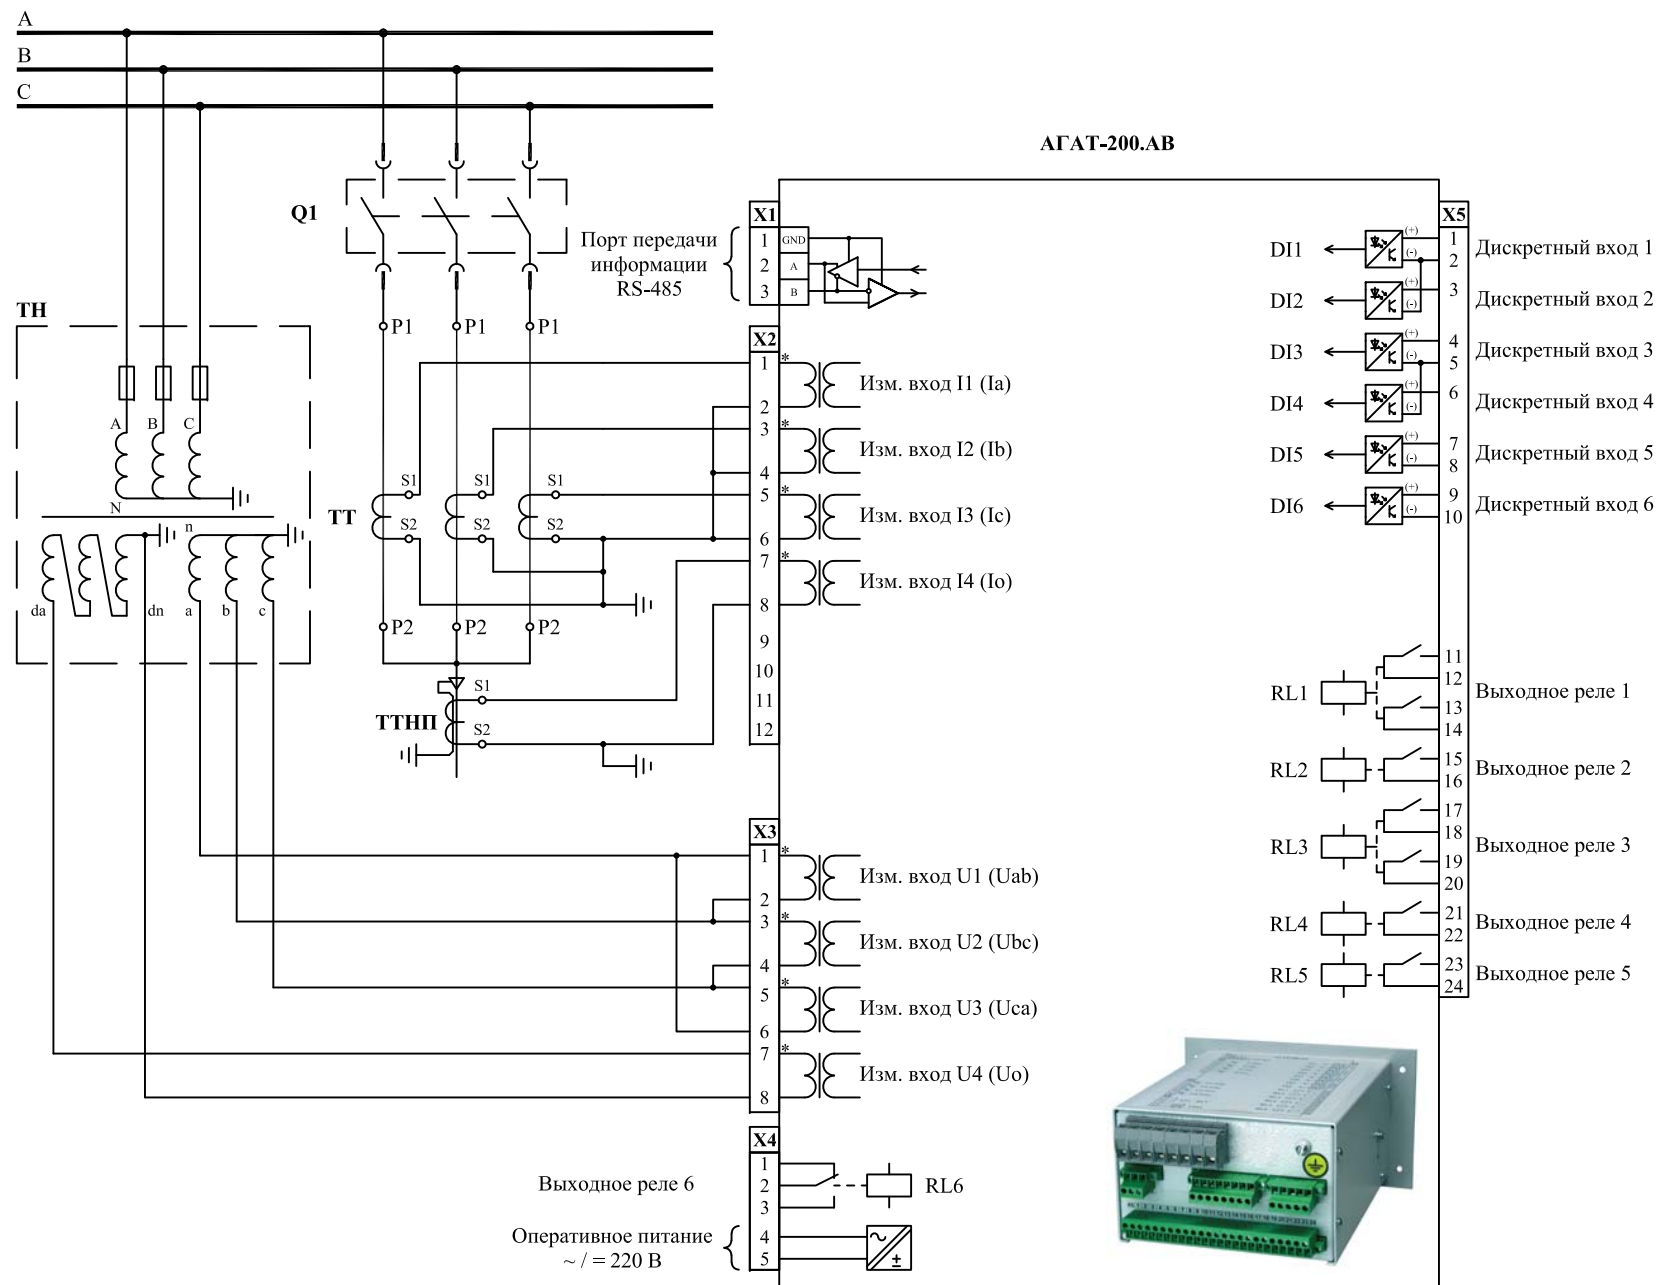 A
B
C
АГАТ-200.АВ
Q1
Порт передачи
информации
RS-485
X1
1 GND
2 A
3 B
ТН
A B C
N
n
da dn a b c
P1 P1 P1
ТТ
S1 S1 S1
S2 S2 S2
P2 P2 P2
ТТНП
S1
S2
X2
1 * Изм. вход I1 (Ia)
2
3 * Изм. вход I2 (Ib)
4
5 * Изм. вход I3 (Ic)
6
7 * Изм. вход I4 (Io)
8
9
10
11
12
X3
1 * Изм. вход U1 (Uab)
2
3 * Изм. вход U2 (Ubc)
4
5 * Изм. вход U3 (Uca)
6
7 * Изм. вход U4 (Uo)
8
X4
1
2
3
Выходное реле 6
RL6
Оперативное питание
~ / = 220 В
4
5
~
±
X5
DI1 (+) 1 Дискретный вход 1
(-) 2
DI2 (+) 3 Дискретный вход 2
(-)
DI3 (+) 4 Дискретный вход 3
(-) 5
DI4 (+) 6 Дискретный вход 4
(-)
DI5 (+) 7 Дискретный вход 5
(-) 8
DI6 (+) 9 Дискретный вход 6
(-) 10
RL1 Выходное реле 1
11
12
13
14
RL2 Выходное реле 2
15
16
RL3 Выходное реле 3
17
18
19
20
RL4 Выходное реле 4
21
22
RL5 Выходное реле 5
23
24